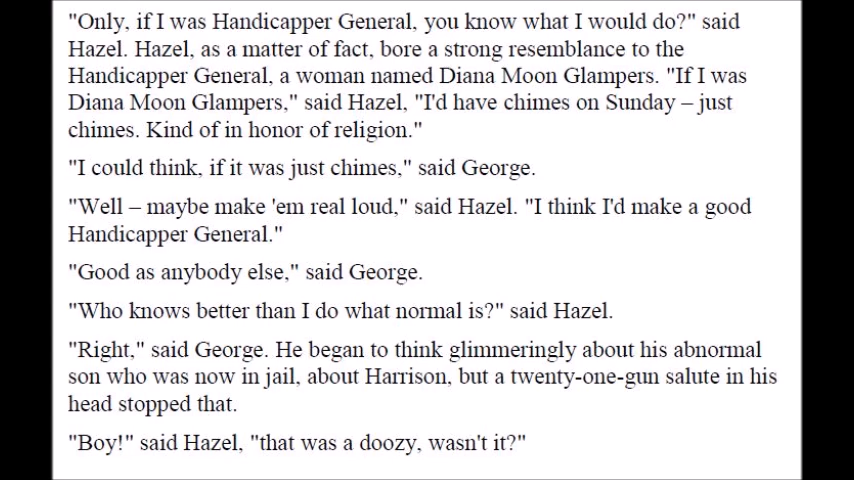 "Only, if I was Handicapper General, you know what I would do?" said
Hazel. Hazel, as a matter of fact, bore a strong resemblance to the
Handicapper General, a woman named Diana Moon Glampers. "If I was
Diana Moon Glampers," said Hazel, "I'd have chimes on Sunday – just
chimes. Kind of in honor of religion."
"I could think, if it was just chimes," said George.
"Well – maybe make 'em real loud," said Hazel. "I think I'd make a good
Handicapper General."
"Good as anybody else," said George.
"Who knows better than I do what normal is?" said Hazel.
"Right," said George. He began to think glimmeringly about his abnormal
son who was now in jail, about Harrison, but a twenty-one-gun salute in his
head stopped that.
"Boy!" said Hazel, "that was a doozy, wasn't it?"